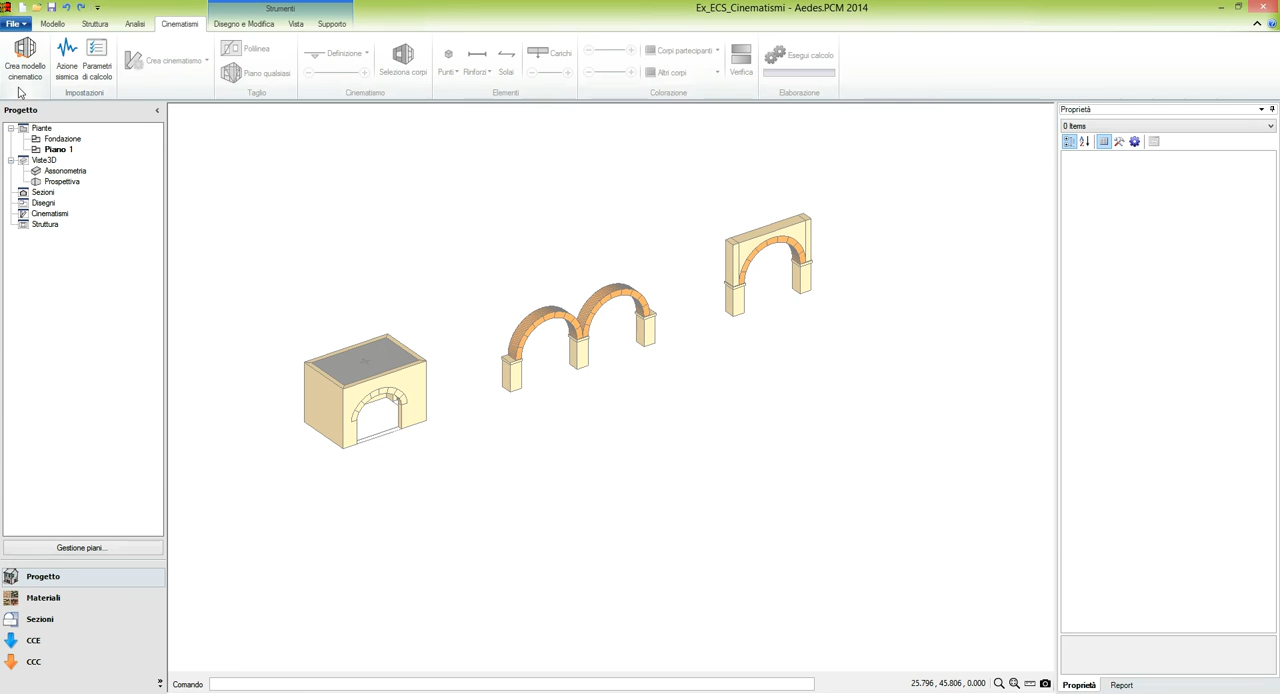 Strumenti
Ex_ECS_Cinematismi - Aedes.PCM 2014
File Modello Struttura Analisi Cinematismi Disegno e Modifica Vista Supporto
Crea modello cinematico
Azione sismica
Parametri di calcolo
Impostazioni
Crea cinematismo
Polilinea
Piano qualsiasi
Taglio
Definizione
Seleziona corpi
Cinematismo
Punti
Rinforzi
Solai
Carichi
Elementi
Corpi partecipanti
Altri corpi
Verifica
Colorazione
Esegui calcolo
Elaborazione
Progetto
Piante
Fondazione
Piano 1
Viste3D
Assonometria
Prospettiva
Sezioni
Disegni
Cinematismi
Struttura
Gestione piani...
Progetto
Materiali
Sezioni
CCE
CCC
Comando
25.796 , 45.806 , 0.000
Proprietà
0 Items
Proprietà Report